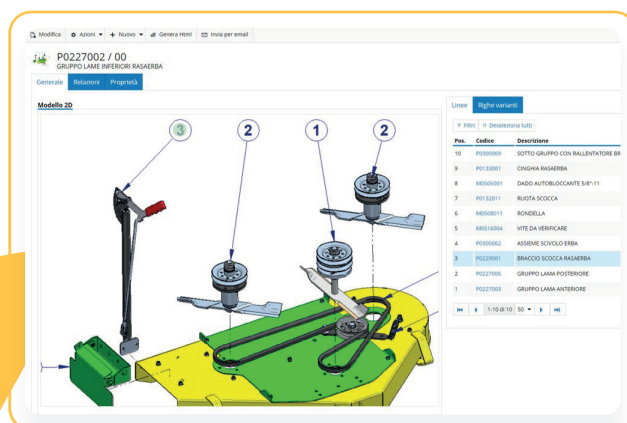 Modifica Azioni Nuovo Genera Html Invia per email
P0227002 / 00
GRUPPO LAME INFERIORI RASAERBA
Generale Relazioni Proprietà
Modello 2D
3 2 1 2
Linee Righe varianti
Filtri Deseleziona tutti
Pos. Codice Descrizione
10 P0300069 SOTTO GRUPPO CON RALLENTATORE BR
9 P0133001 CINGHIA RASAERBA
8 M0505001 DADO AUTOBLOCCANTE 5/8"-11
7 P0132011 RUOTA SCOCCA
6 M0508011 RONDELLA
5 M0516004 VITE DA VERIFICARE
4 P0300062 ASSIEME SCIVOLO ERBA
3 P0229001 BRACCIO SCOCCA RASAERBA
2 P0227005 GRUPPO LAMA POSTERIORE
1 P0227003 GRUPPO LAMA ANTERIORE
1-10 di 10 50